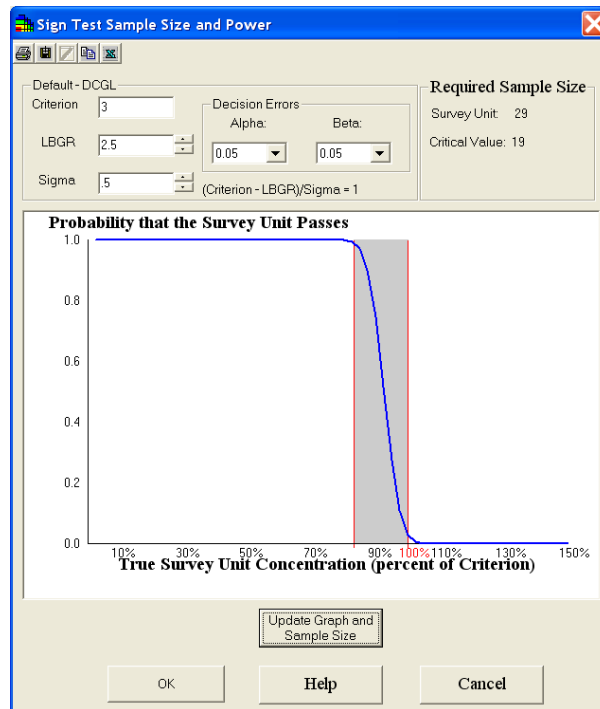 Sign Test Sample Size and Power
Default - DCGL
Criterion 3
LBGR 2.5
Sigma .5
Decision Errors
Alpha: Beta:
0.05 0.05
(Criterion - LBGR)/Sigma = 1
Required Sample Size
Survey Unit: 29
Critical Value: 19
Probability that the Survey Unit Passes
1.0
0.8
0.6
0.4
0.2
0.0
10% 30% 50% 70% 90% 100% 110% 130% 150%
True Survey Unit Concentration (percent of Criterion)
Update Graph and
Sample Size
OK Help Cancel